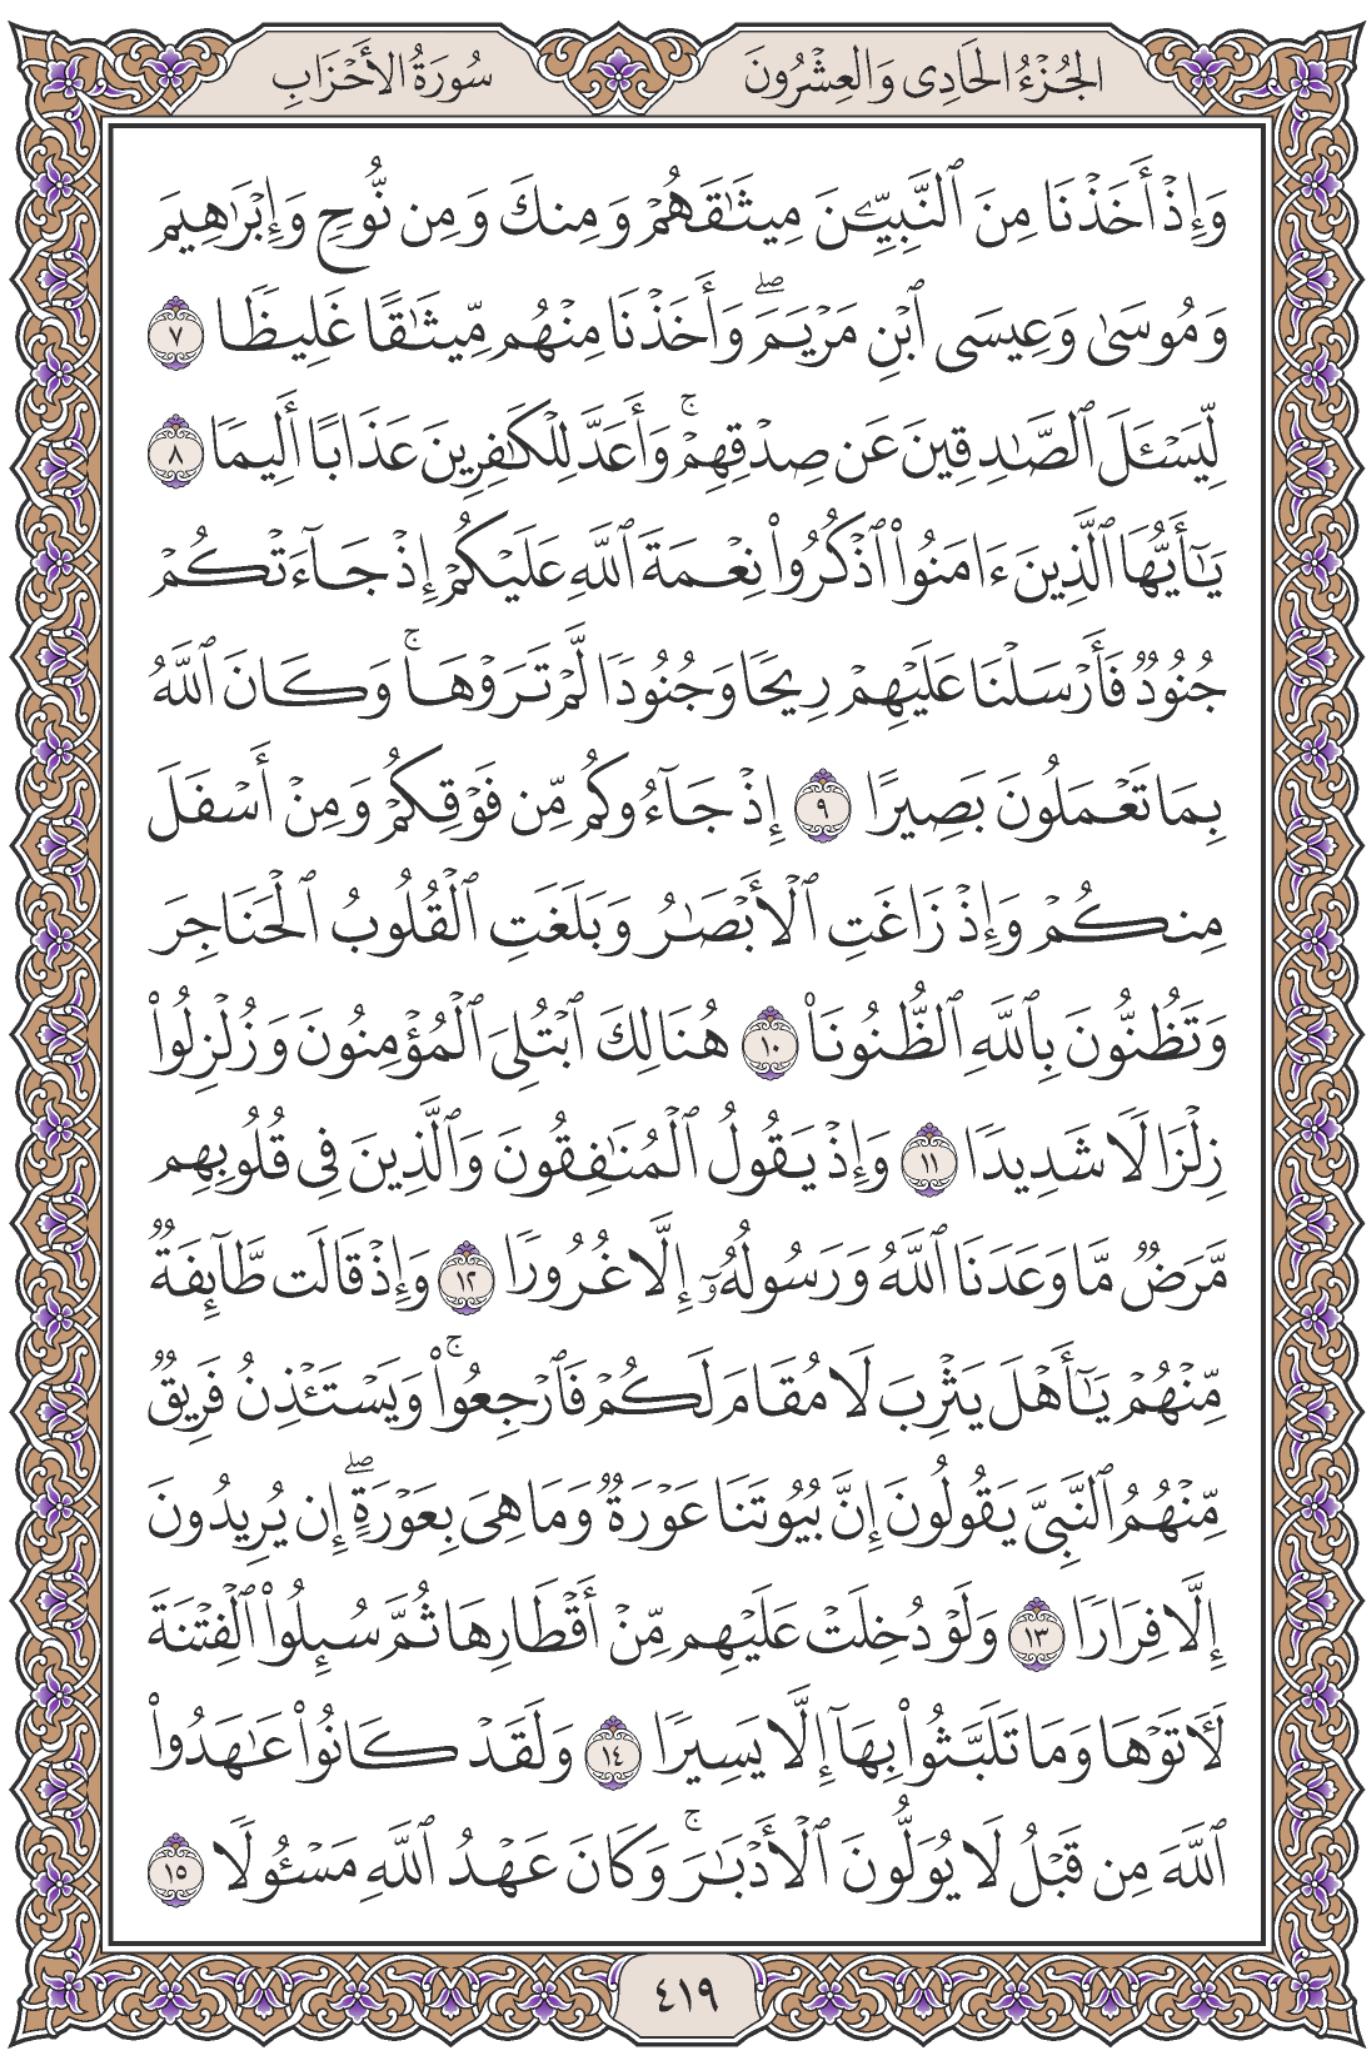 الجُزْءُ الحَادِى وَالعِشْرُونَ
سُورَةُ الأَحْزَابِ
وَإِذْ أَخَذْنَا مِنَ ٱلنَّبِيِّـۧنَ مِيثَـٰقَهُمْ وَمِنكَ وَمِن نُّوحٍ وَإِبْرَٰهِيمَ
وَمُوسَىٰ وَعِيسَى ٱبْنِ مَرْيَمَ ۖ وَأَخَذْنَا مِنْهُم مِّيثَـٰقًا غَلِيظًا ٧
لِّيَسْـَٔلَ ٱلصَّـٰدِقِينَ عَن صِدْقِهِمْ ۚ وَأَعَدَّ لِلْكَـٰفِرِينَ عَذَابًا أَلِيمًا ٨
يَـٰٓأَيُّهَا ٱلَّذِينَ ءَامَنُوا۟ ٱذْكُرُوا۟ نِعْمَةَ ٱللَّهِ عَلَيْكُمْ إِذْ جَآءَتْكُمْ
جُنُودٌ فَأَرْسَلْنَا عَلَيْهِمْ رِيحًا وَجُنُودًا لَّمْ تَرَوْهَا ۚ وَكَانَ ٱللَّهُ
بِمَا تَعْمَلُونَ بَصِيرًا ٩ إِذْ جَآءُوكُم مِّن فَوْقِكُمْ وَمِنْ أَسْفَلَ
مِنكُمْ وَإِذْ زَاغَتِ ٱلْأَبْصَـٰرُ وَبَلَغَتِ ٱلْقُلُوبُ ٱلْحَنَاجِرَ
وَتَظُنُّونَ بِٱللَّهِ ٱلظُّنُونَا۠ ١٠ هُنَالِكَ ٱبْتُلِىَ ٱلْمُؤْمِنُونَ وَزُلْزِلُوا۟
زِلْزَالًا شَدِيدًا ١١ وَإِذْ يَقُولُ ٱلْمُنَـٰفِقُونَ وَٱلَّذِينَ فِى قُلُوبِهِم
مَّرَضٌ مَّا وَعَدَنَا ٱللَّهُ وَرَسُولُهُۥٓ إِلَّا غُرُورًا ١٢ وَإِذْ قَالَت طَّآئِفَةٌ
مِّنْهُمْ يَـٰٓأَهْلَ يَثْرِبَ لَا مُقَامَ لَكُمْ فَٱرْجِعُوا۟ ۚ وَيَسْتَـْٔذِنُ فَرِيقٌ
مِّنْهُمُ ٱلنَّبِىَّ يَقُولُونَ إِنَّ بُيُوتَنَا عَوْرَةٌ وَمَا هِىَ بِعَوْرَةٍ ۖ إِن يُرِيدُونَ
إِلَّا فِرَارًا ١٣ وَلَوْ دُخِلَتْ عَلَيْهِم مِّنْ أَقْطَارِهَا ثُمَّ سُئِلُوا۟ ٱلْفِتْنَةَ
لَـَٔاتَوْهَا وَمَا تَلَبَّثُوا۟ بِهَآ إِلَّا يَسِيرًا ١٤ وَلَقَدْ كَانُوا۟ عَـٰهَدُوا۟
ٱللَّهَ مِن قَبْلُ لَا يُوَلُّونَ ٱلْأَدْبَـٰرَ ۚ وَكَانَ عَهْدُ ٱللَّهِ مَسْـُٔولًا ١٥
٤١٩